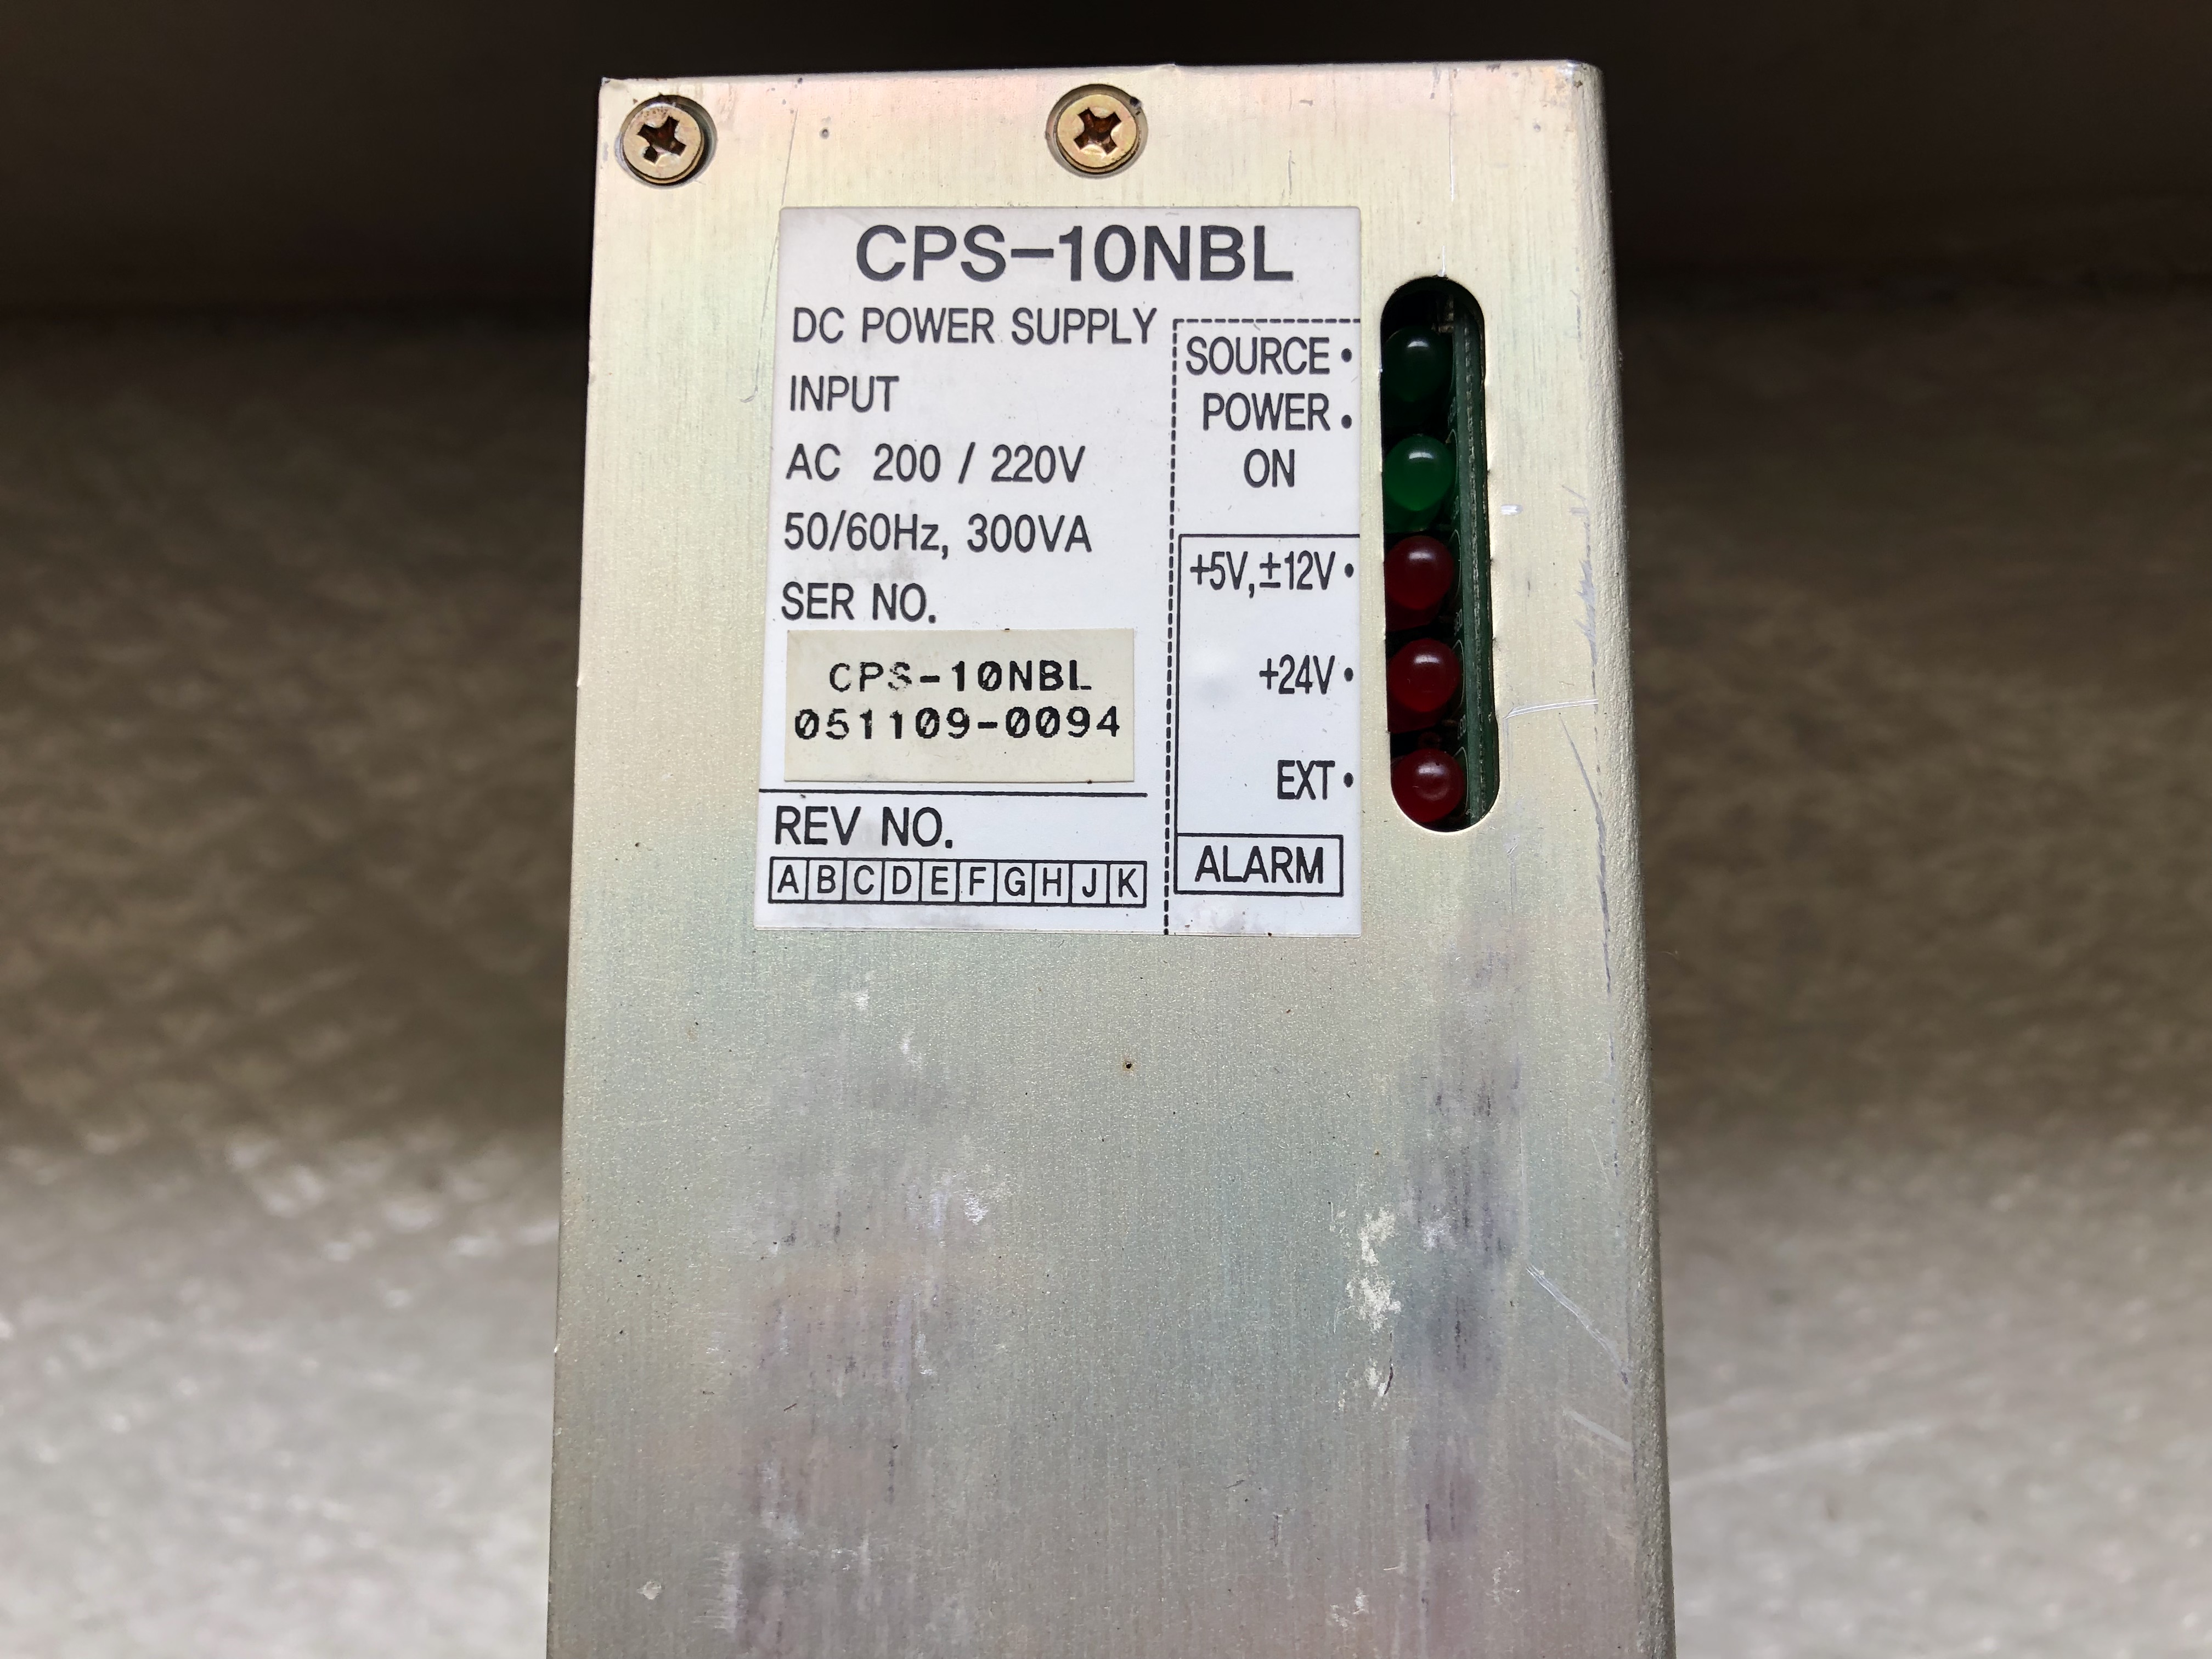 CPS-10NBL
DC POWER SUPPLY
INPUT
AC 200 / 220V
50/60Hz, 300VA
SER NO.
CPS-10NBL
051109-0094
REV NO.
A B C D E F G H J K
SOURCE •
POWER •
ON
+5V,±12V •
+24V •
EXT •
ALARM